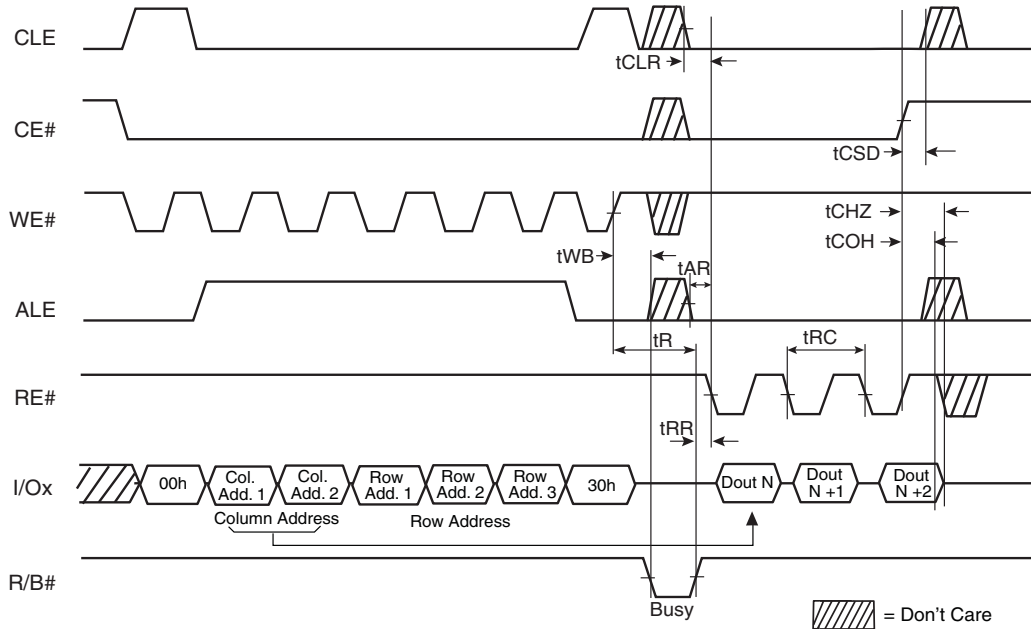 CLE
tCLR
CE#
tCSD
WE#
tCHZ
tCOH
tWB
tAR
ALE
tR
tRC
RE#
tRR
I/Ox
00h
Col.
Add. 1
Col.
Add. 2
Row
Add. 1
Row
Add. 2
Row
Add. 3
30h
Dout N
Dout
N +1
Dout
N +2
Column Address
Row Address
R/B#
Busy
= Don't Care